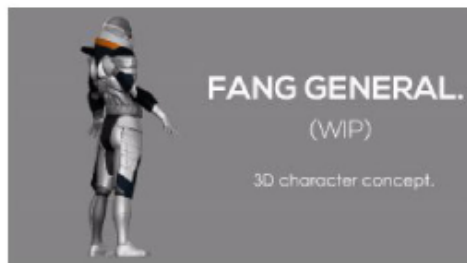 FANG GENERAL.
(WIP)
3D character concept.